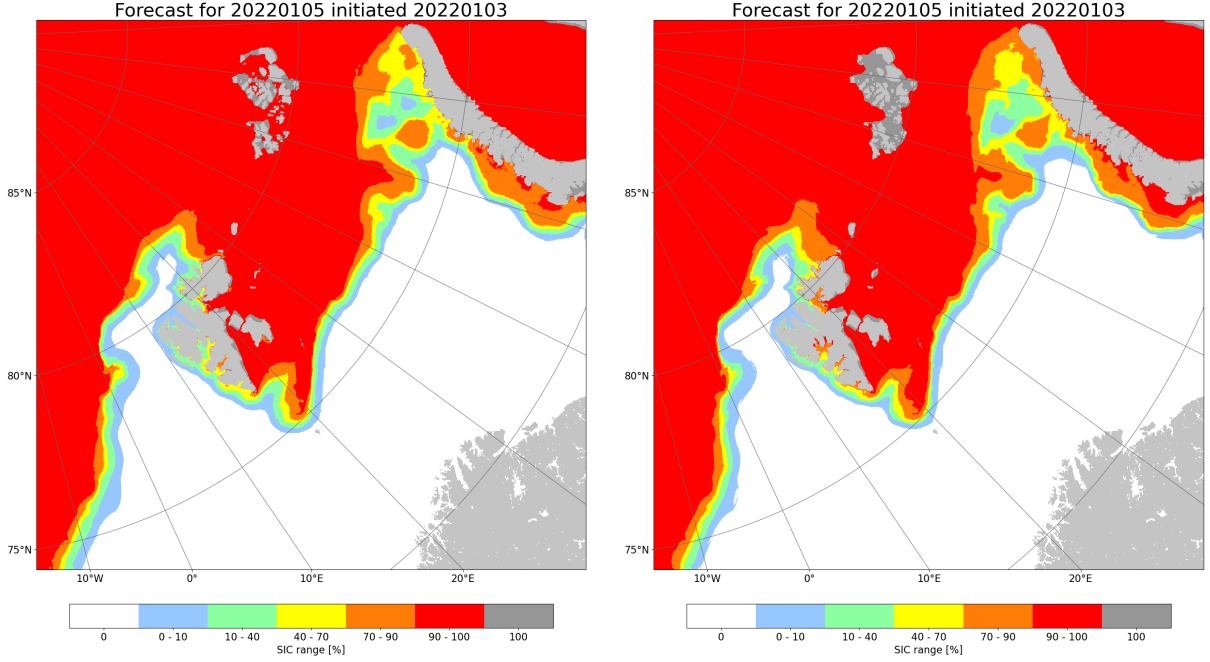 Forecast for 20220105 initiated 20220103
85°N
80°N
75°N
10°W 0° 10°E 20°E
0 0 - 10 10 - 40 40 - 70 70 - 90 90 - 100 100
SIC range [%]
Forecast for 20220105 initiated 20220103
85°N
80°N
75°N
10°W 0° 10°E 20°E
0 0 - 10 10 - 40 40 - 70 70 - 90 90 - 100 100
SIC range [%]